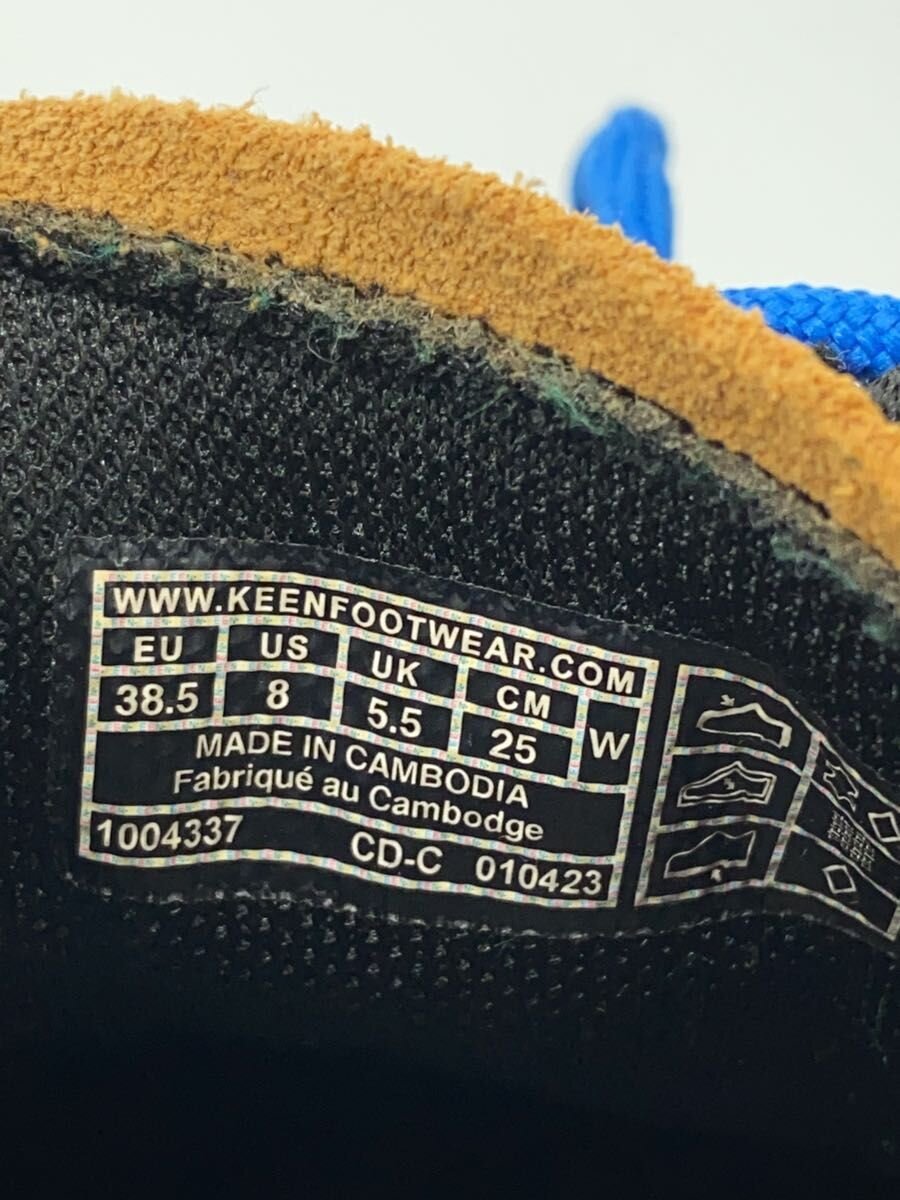 WWW.KEENFOOTWEAR.COM
EU US UK CM W
38.5 8 5.5 25
MADE IN CAMBODIA
Fabriqué au Cambodge
1004337 CD-C 010423